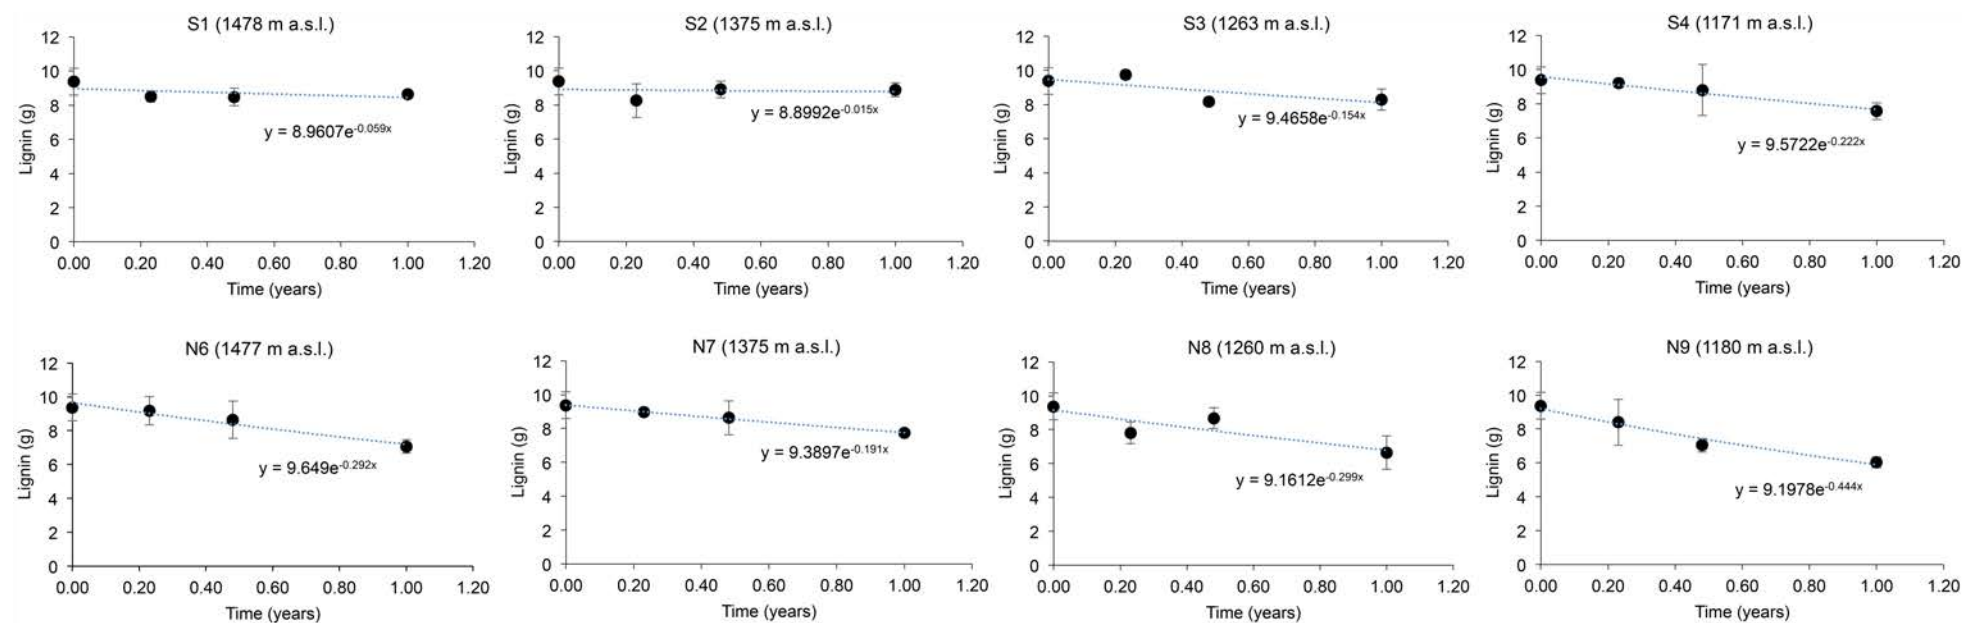 S1 (1478 m a.s.l.)
Lignin (g)
12
10
8
6
4
2
0
y = 8.9607e-0.059x
0.00 0.20 0.40 0.60 0.80 1.00 1.20
Time (years)
S2 (1375 m a.s.l.)
Lignin (g)
12
10
8
6
4
2
0
y = 8.8992e-0.015x
0.00 0.20 0.40 0.60 0.80 1.00 1.20
Time (years)
S3 (1263 m a.s.l.)
Lignin (g)
12
10
8
6
4
2
0
y = 9.4658e-0.154x
0.00 0.20 0.40 0.60 0.80 1.00 1.20
Time (years)
S4 (1171 m a.s.l.)
Lignin (g)
12
10
8
6
4
2
0
y = 9.5722e-0.222x
0.00 0.20 0.40 0.60 0.80 1.00 1.20
Time (years)
N6 (1477 m a.s.l.)
Lignin (g)
12
10
8
6
4
2
0
y = 9.649e-0.292x
0.00 0.20 0.40 0.60 0.80 1.00 1.20
Time (years)
N7 (1375 m a.s.l.)
Lignin (g)
12
10
8
6
4
2
0
y = 9.3897e-0.191x
0.00 0.20 0.40 0.60 0.80 1.00 1.20
Time (years)
N8 (1260 m a.s.l.)
Lignin (g)
12
10
8
6
4
2
0
y = 9.1612e-0.299x
0.00 0.20 0.40 0.60 0.80 1.00 1.20
Time (years)
N9 (1180 m a.s.l.)
Lignin (g)
12
10
8
6
4
2
0
y = 9.1978e-0.444x
0.00 0.20 0.40 0.60 0.80 1.00 1.20
Time (years)